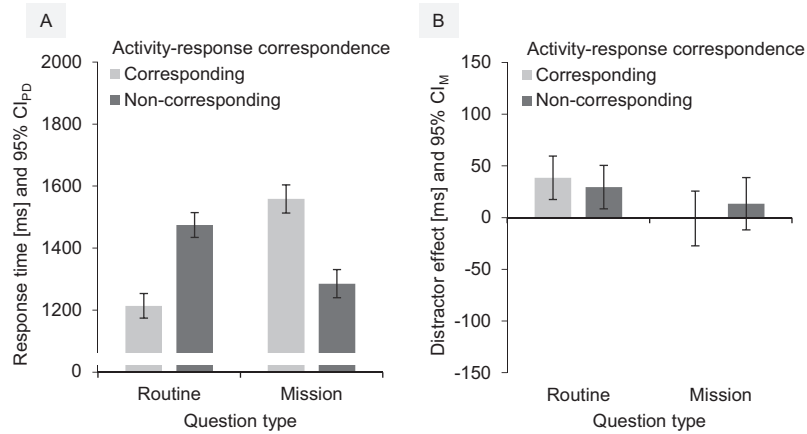 A
Activity-response correspondence
Corresponding
Non-corresponding
Response time [ms] and 95% CI_PD
2000
1800
1600
1400
1200
0
Routine
Mission
Question type
B
Activity-response correspondence
Corresponding
Non-corresponding
Distractor effect [ms] and 95% CI_M
150
100
50
0
-50
-100
-150
Routine
Mission
Question type